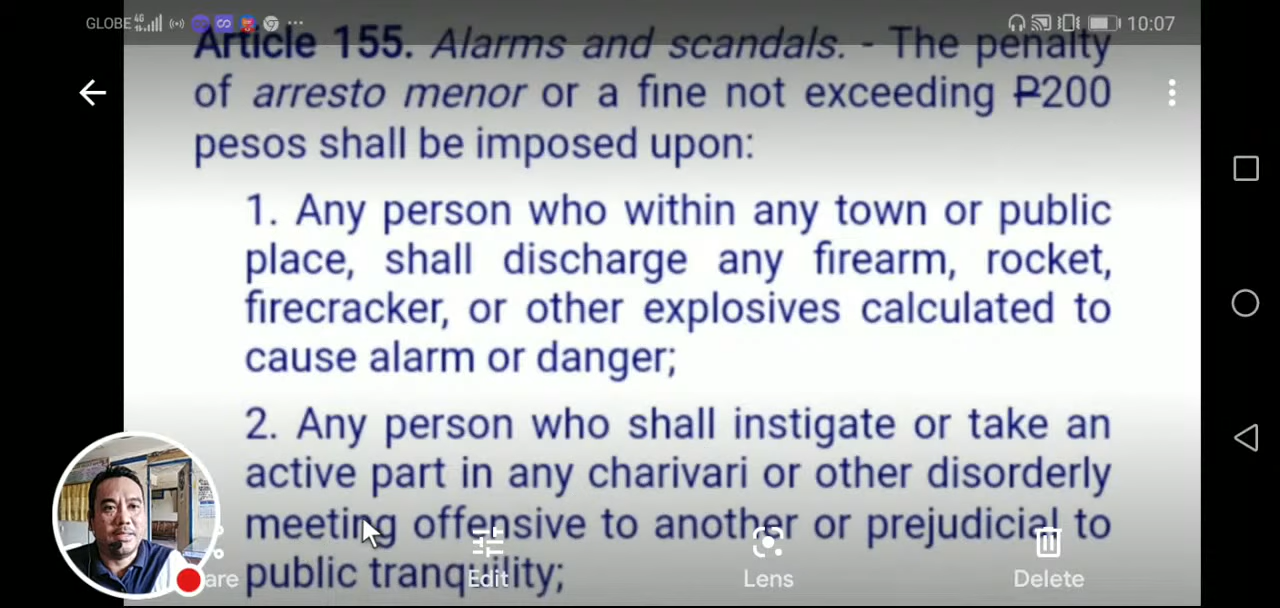 GLOBE 4G 10:07
Article 155. Alarms and scandals. - The penalty
of arresto menor or a fine not exceeding ₱200
pesos shall be imposed upon:
1. Any person who within any town or public
place, shall discharge any firearm, rocket,
firecracker, or other explosives calculated to
cause alarm or danger;
2. Any person who shall instigate or take an
active part in any charivari or other disorderly
meeting offensive to another or prejudicial to
public tranquility;
are Edit Lens Delete